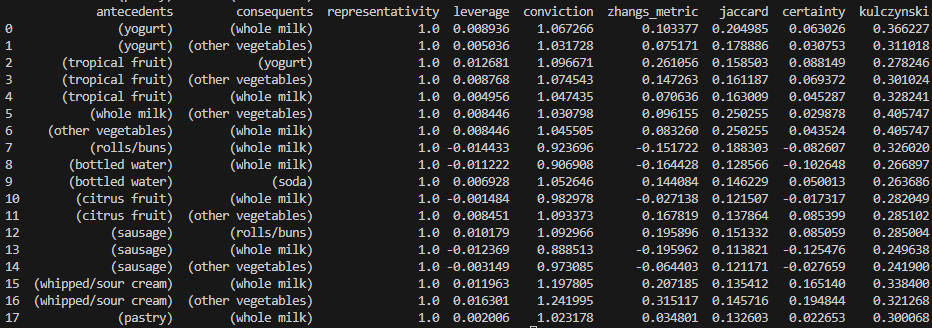 antecedents consequents representativity leverage conviction zhangs_metric jaccard certainty kulczynski
0 (yogurt) (whole milk) 1.0 0.008936 1.067266 0.103377 0.204985 0.063026 0.366227
1 (yogurt) (other vegetables) 1.0 0.005036 1.031728 0.075171 0.178886 0.030753 0.311018
2 (tropical fruit) (yogurt) 1.0 0.012681 1.096671 0.261056 0.158503 0.088149 0.278246
3 (tropical fruit) (other vegetables) 1.0 0.008768 1.074543 0.147263 0.161187 0.069372 0.301024
4 (tropical fruit) (whole milk) 1.0 0.004956 1.047435 0.070636 0.163009 0.045287 0.328241
5 (whole milk) (other vegetables) 1.0 0.008446 1.030798 0.096155 0.250255 0.029878 0.405747
6 (other vegetables) (whole milk) 1.0 0.008446 1.045505 0.083260 0.250255 0.043524 0.405747
7 (rolls/buns) (whole milk) 1.0 -0.014433 0.923696 -0.151722 0.188303 -0.082607 0.326020
8 (bottled water) (whole milk) 1.0 -0.011222 0.906908 -0.164428 0.128566 -0.102648 0.266897
9 (bottled water) (soda) 1.0 0.006928 1.052646 0.144084 0.146229 0.050013 0.263686
10 (citrus fruit) (whole milk) 1.0 -0.001484 0.982978 -0.027138 0.121507 -0.017317 0.282049
11 (citrus fruit) (other vegetables) 1.0 0.008451 1.093373 0.167819 0.137864 0.085399 0.285102
12 (sausage) (rolls/buns) 1.0 0.010179 1.092966 0.195896 0.151332 0.085059 0.285004
13 (sausage) (whole milk) 1.0 -0.012369 0.888513 -0.195962 0.113821 -0.125476 0.249638
14 (sausage) (other vegetables) 1.0 -0.003149 0.973085 -0.064403 0.121171 -0.027659 0.241900
15 (whipped/sour cream) (whole milk) 1.0 0.011963 1.197805 0.207185 0.135412 0.165140 0.338400
16 (whipped/sour cream) (other vegetables) 1.0 0.016301 1.241995 0.315117 0.145716 0.194844 0.321268
17 (pastry) (whole milk) 1.0 0.002006 1.023178 0.034801 0.132603 0.022653 0.300068